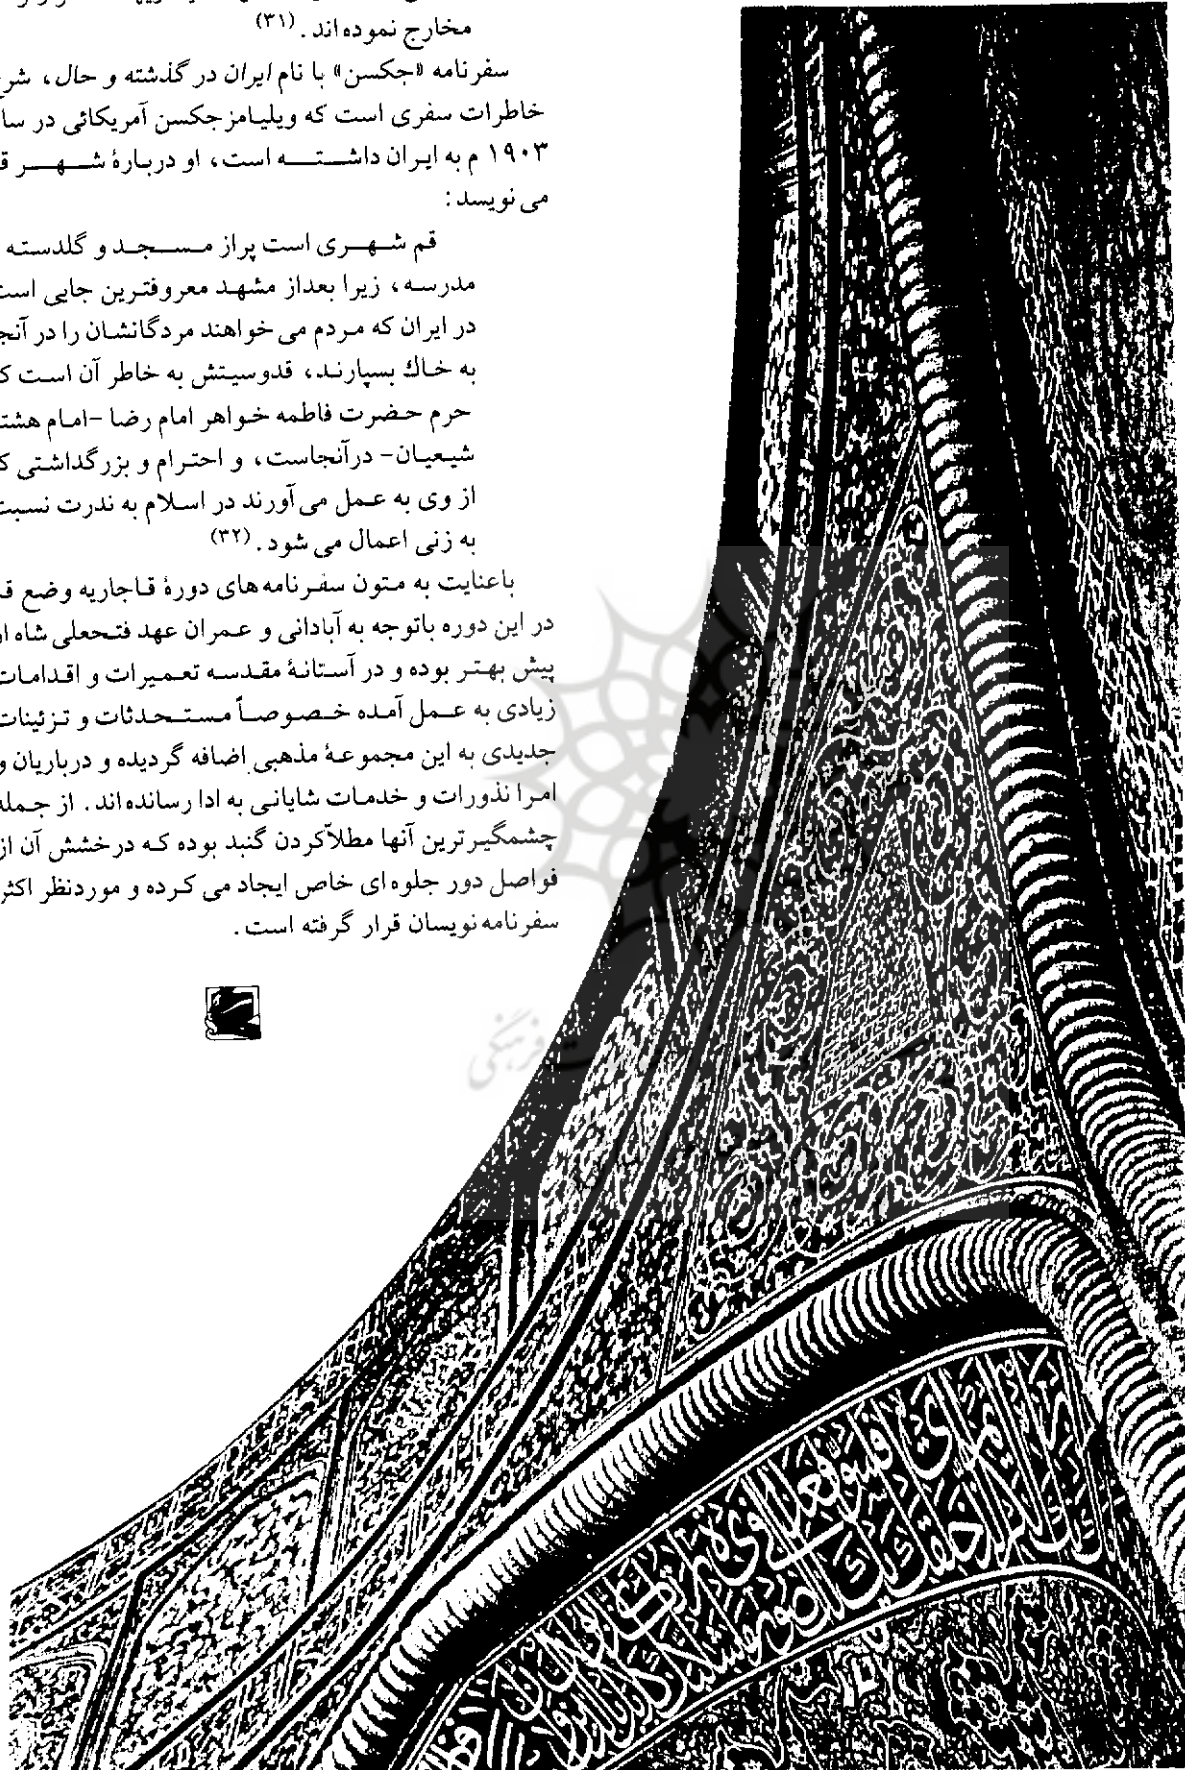 مخارج نموده اند. (۳۱)
سفرنامه «جکسن» با نام ایران در گذشته و حال، شر
خاطرات سفری است که ویلیامز جکسن آمریکائی در سا
۱۹۰۳ م به ایران داشته است، او دربارهٔ شهر ق
می نویسد:
قم شهری است پراز مسجد و گلدسته
مدرسه، زیرا بعداز مشهد معروفترین جایی است
در ایران که مردم می خواهند مردگانشان را در آنج
به خاك بسپارند، قدوسیتش به خاطر آن است ک
حرم حضرت فاطمه خواهر امام رضا -امام هشت
شیعیان- درآنجاست، و احترام و بزرگداشتی ک
از وی به عمل می آورند در اسلام به ندرت نسبت
به زنی اعمال می شود. (۳۲)
باعنایت به متون سفرنامه های دورهٔ قاجاریه وضع ق
در این دوره باتوجه به آبادانی و عمران عهد فتحعلی شاه از
پیش بهتر بوده و در آستانهٔ مقدسه تعمیرات و اقدامات
زیادی به عمل آمده خصوصاً مستحدثات و تزئینات
جدیدی به این مجموعهٔ مذهبی اضافه گردیده و درباریان و
امرا نذورات و خدمات شایانی به ادا رسانده اند. از جمله
چشمگیرترین آنها مطلاّکردن گنبد بوده که درخشش آن از
فواصل دور جلوه ای خاص ایجاد می کرده و موردنظر اکثر
سفرنامه نویسان قرار گرفته است.
فرهنگی